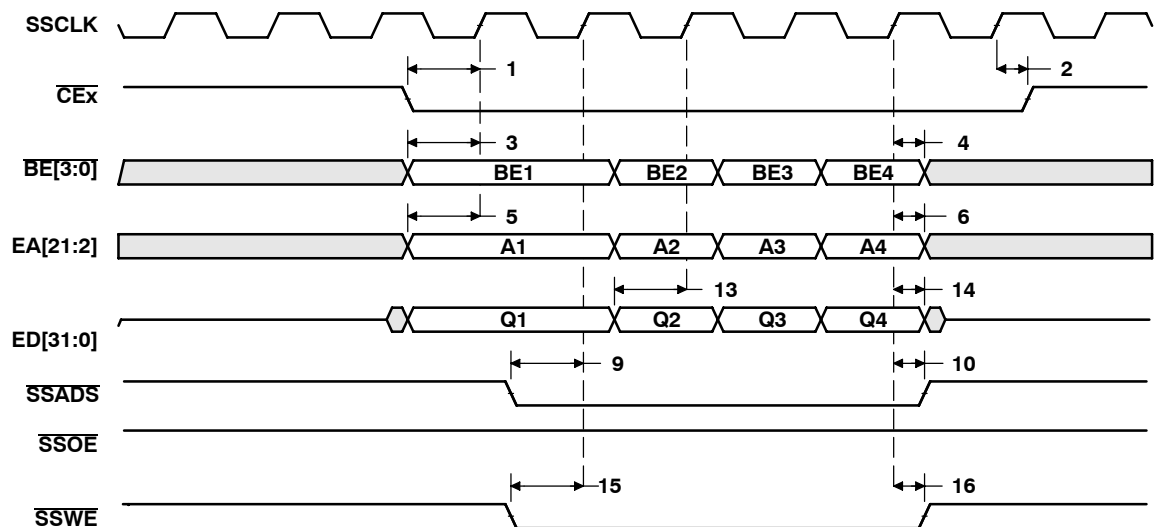 SSCLK
1 2
CEx
3 4
BE[3:0] BE1 BE2 BE3 BE4
5 6
EA[21:2] A1 A2 A3 A4
13 14
Q1 Q2 Q3 Q4
ED[31:0]
9 10
SSADS
SSOE
15 16
SSWE